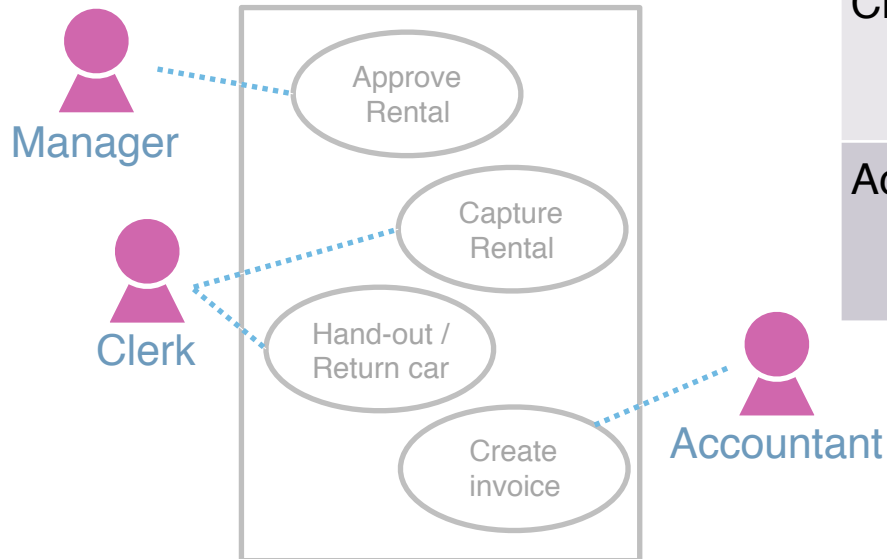 Approve
Rental
Manager
Capture
Rental
Clerk
Hand-out /
Return car
Create
invoice
Accountant